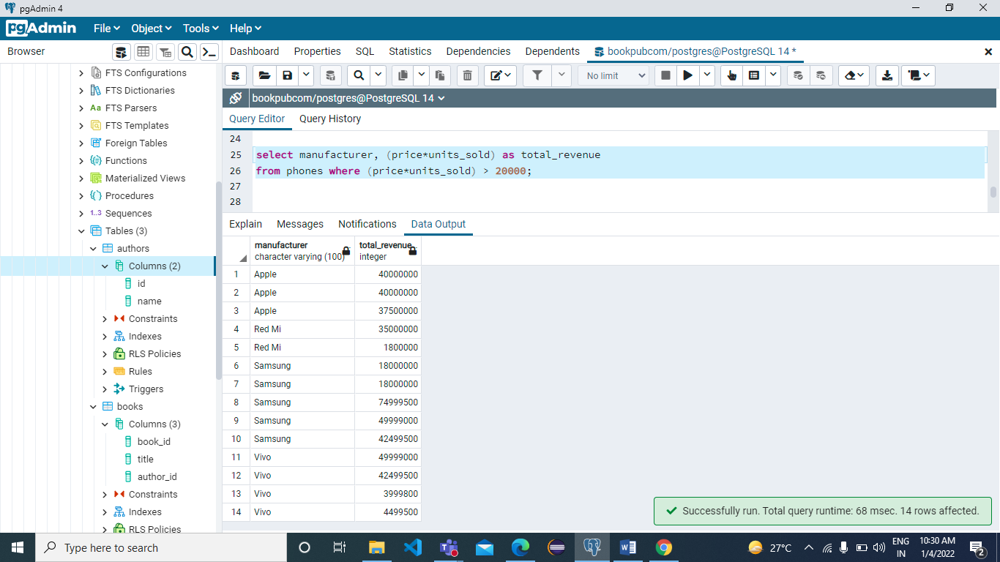 pgAdmin 4
pgAdmin File Object Tools Help
Browser
Dashboard Properties SQL Statistics Dependencies Dependents bookpubcom/postgres@PostgreSQL 14 *
FTS Configurations
FTS Dictionaries
Aa FTS Parsers
FTS Templates
Foreign Tables
Functions
Materialized Views
Procedures
1..3 Sequences
Tables (3)
authors
Columns (2)
id
name
Constraints
Indexes
RLS Policies
Rules
Triggers
books
Columns (3)
book_id
title
author_id
Constraints
Indexes
RLS Policies
No limit
bookpubcom/postgres@PostgreSQL 14
Query Editor Query History
24
25 select manufacturer, (price*units_sold) as total_revenue
26 from phones where (price*units_sold) > 20000;
27
28
Explain Messages Notifications Data Output
manufacturer total_revenue
character varying (100) integer
1 Apple 40000000
2 Apple 40000000
3 Apple 37500000
4 Red Mi 35000000
5 Red Mi 1800000
6 Samsung 18000000
7 Samsung 18000000
8 Samsung 74999500
9 Samsung 49999000
10 Samsung 42499500
11 Vivo 49999000
12 Vivo 42499500
13 Vivo 3999800
14 Vivo 4499500
Successfully run. Total query runtime: 68 msec. 14 rows affected.
Type here to search
27°C
ENG
IN
10:30 AM
1/4/2022
2